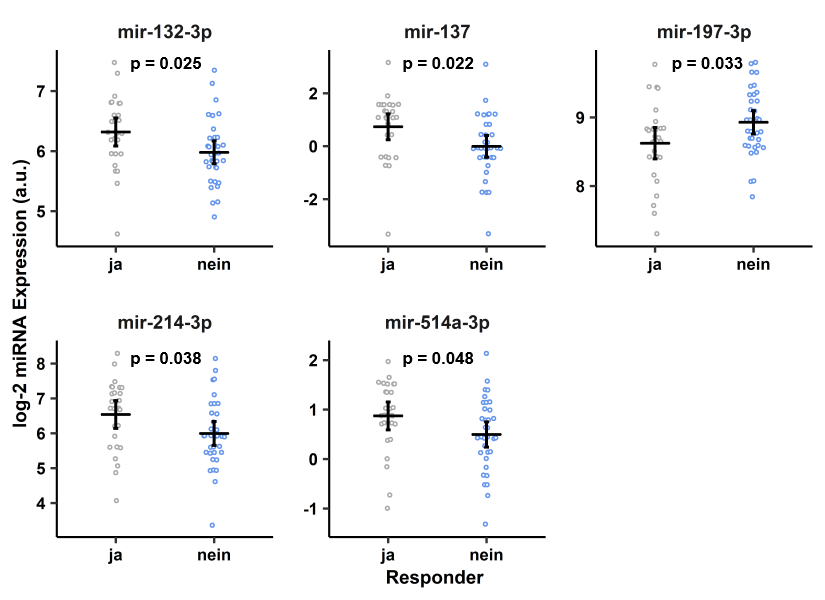 mir-132-3p
p = 0.025
7
6
5
ja
nein
mir-137
p = 0.022
2
0
-2
ja
nein
mir-197-3p
p = 0.033
9
8
ja
nein
log-2 miRNA Expression (a.u.)
mir-214-3p
p = 0.038
8
7
6
5
4
ja
nein
mir-514a-3p
p = 0.048
2
1
0
-1
ja
nein
Responder